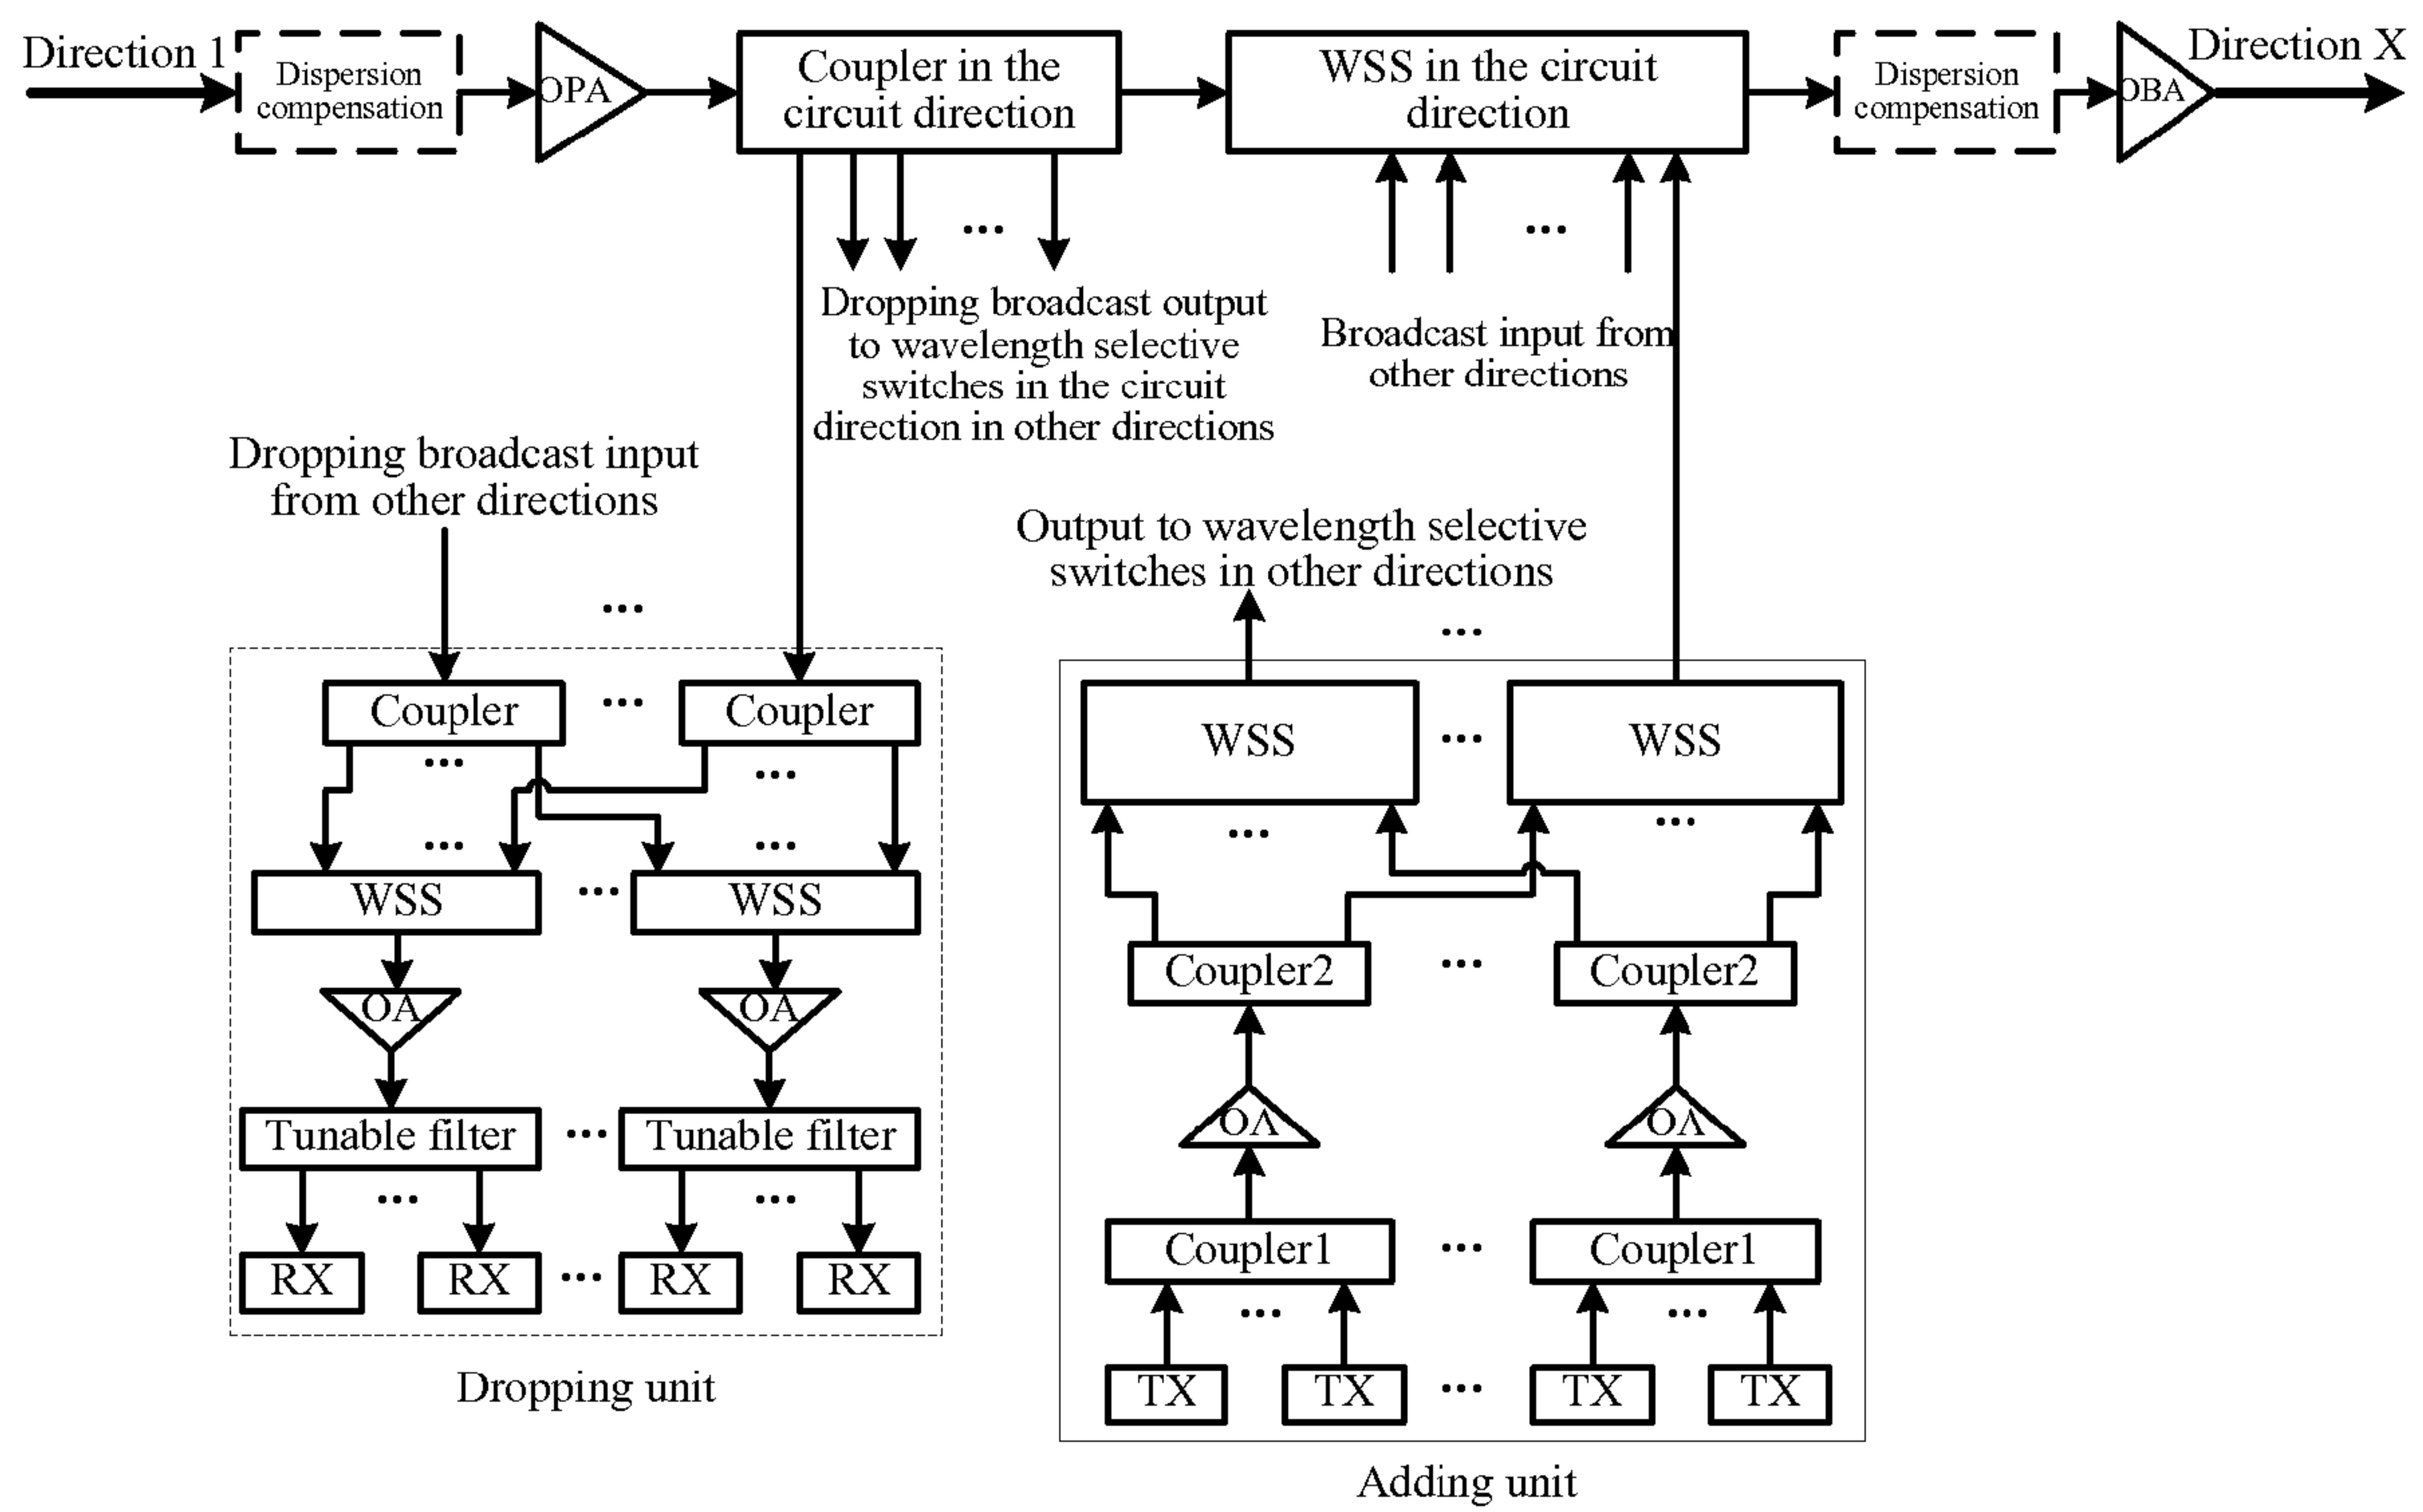 Direction 1
Dispersion
compensation
OPA
Coupler in the
circuit direction
WSS in the circuit
direction
Dispersion
compensation
OBA
Direction X
...
...
Dropping broadcast output
to wavelength selective
switches in the circuit
direction in other directions
Broadcast input from
other directions
Dropping broadcast input
from other directions
...
Output to wavelength selective
switches in other directions
...
Coupler
...
Coupler
...
...
...
...
WSS
...
WSS
OA
OA
Tunable filter
...
Tunable filter
...
...
RX
RX
...
RX
RX
Dropping unit
WSS
...
WSS
...
...
Coupler2
...
Coupler2
OA
OA
Coupler1
...
Coupler1
...
...
TX
TX
...
TX
TX
Adding unit